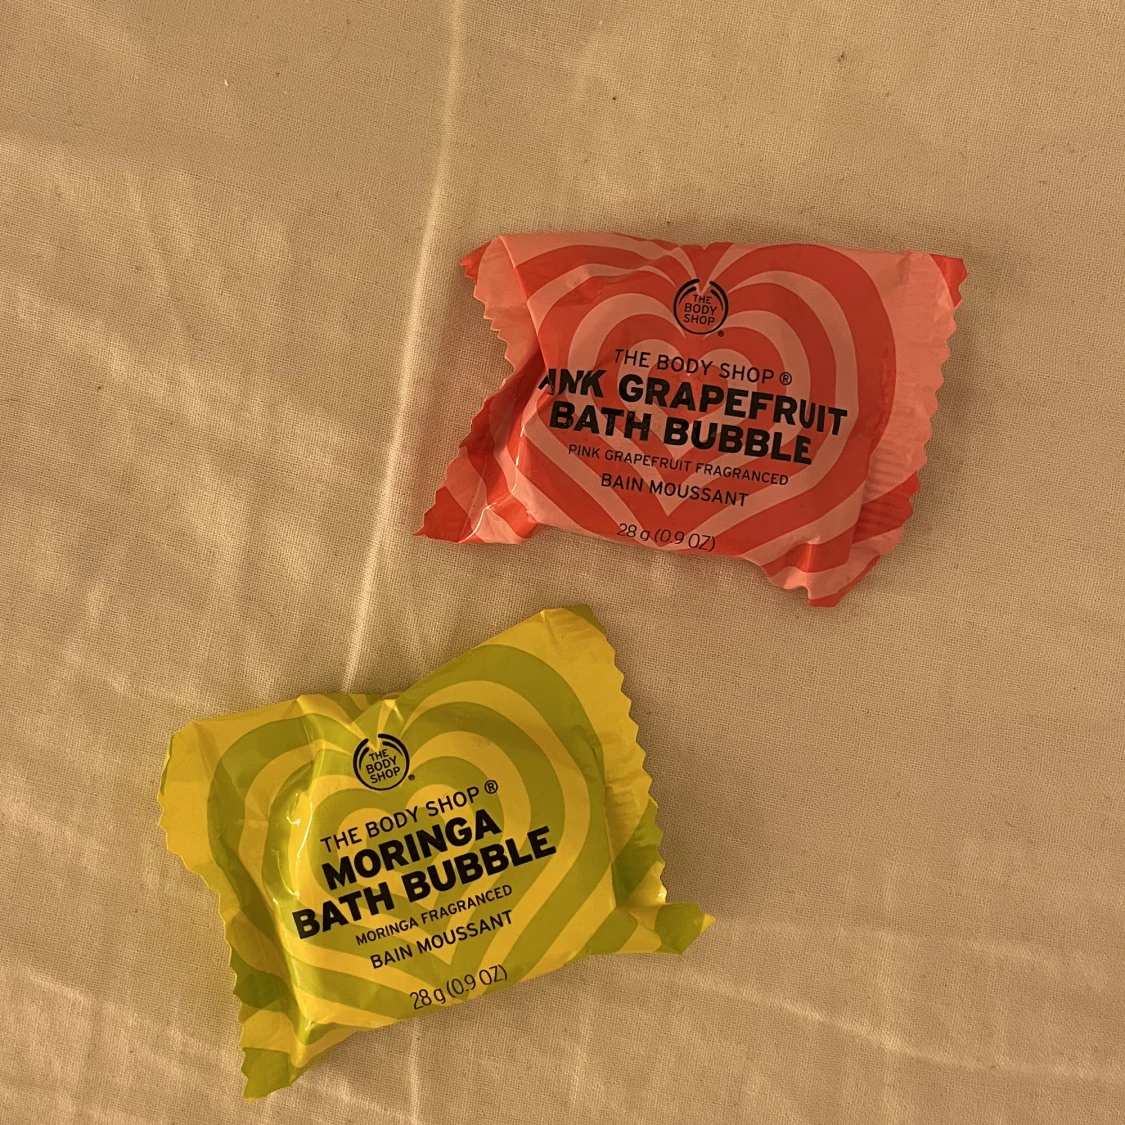 THE
BODY
SHOP
®
THE BODY SHOP ®
INK GRAPEFRUIT
BATH BUBBLE
PINK GRAPEFRUIT FRAGRANCED
BAIN MOUSSANT
28 g (0.9 OZ)
THE
BODY
SHOP
®
THE BODY SHOP ®
MORINGA
BATH BUBBLE
MORINGA FRAGRANCED
BAIN MOUSSANT
28 g (0.9 OZ)